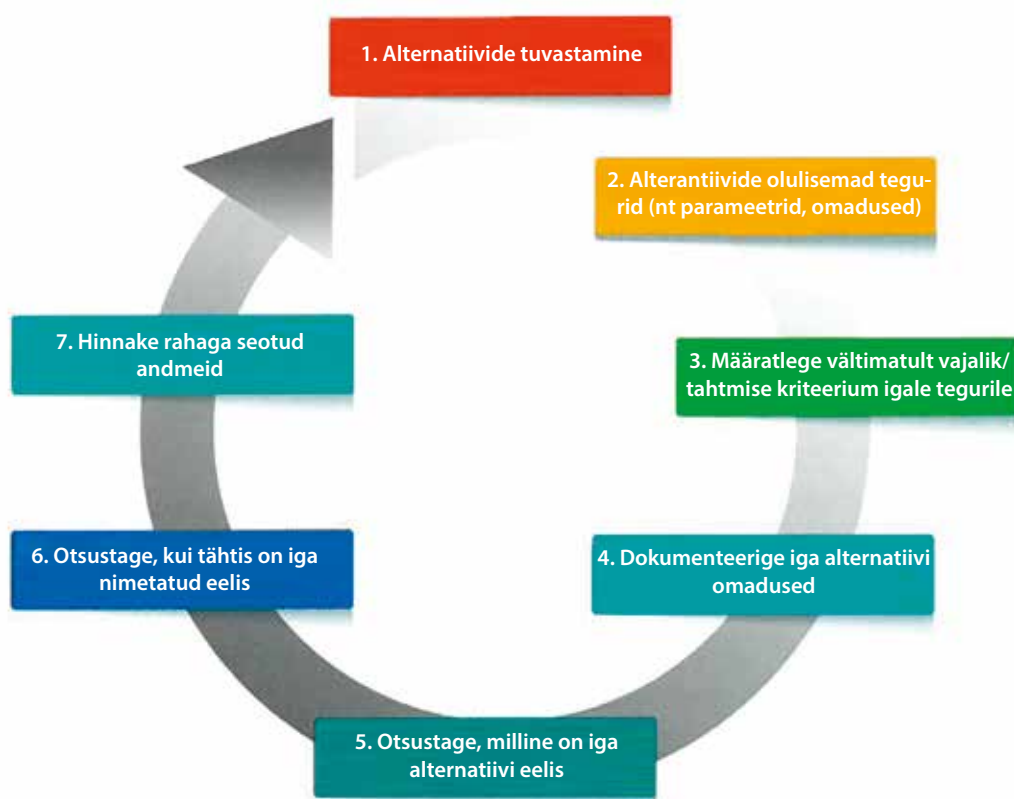 1. Alternatiivide tuvastamine
2. Alterantiivide olulisemad tegu-
rid (nt parameetrid, omadused)
3. Määratlege vältimatult vajalik/
tahtmise kriteerium igale tegurile
4. Dokumenteerige iga alternatiivi
omadused
5. Otsustage, milline on iga
alternatiivi eelis
6. Otsustage, kui tähtis on iga
nimetatud eelis
7. Hinnake rahaga seotud
andmeid